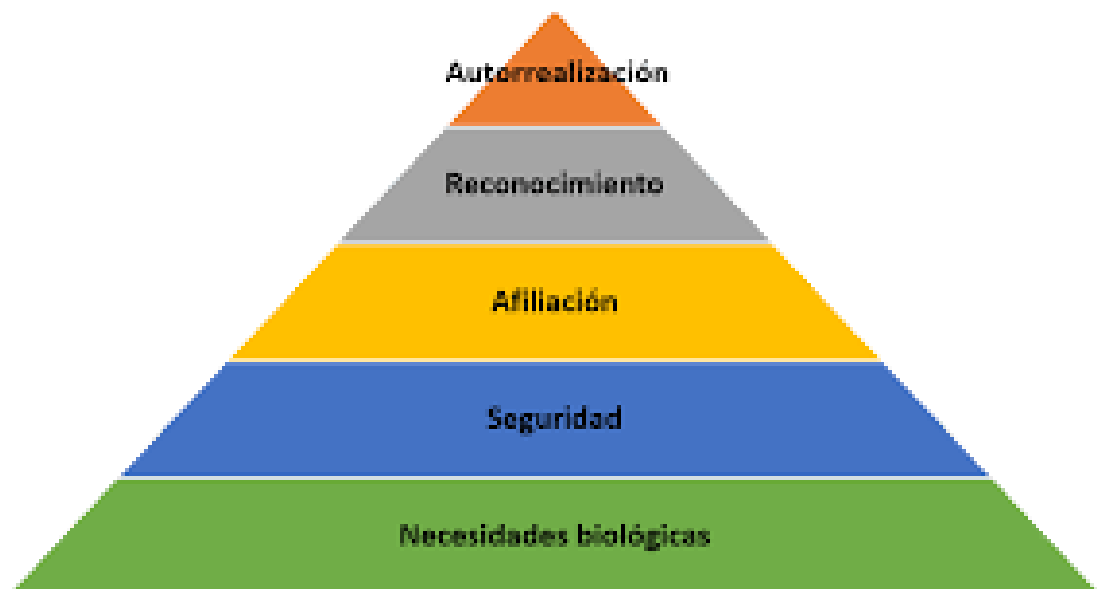 Autorrealización
Reconocimiento
Afiliación
Seguridad
Necesidades biológicas